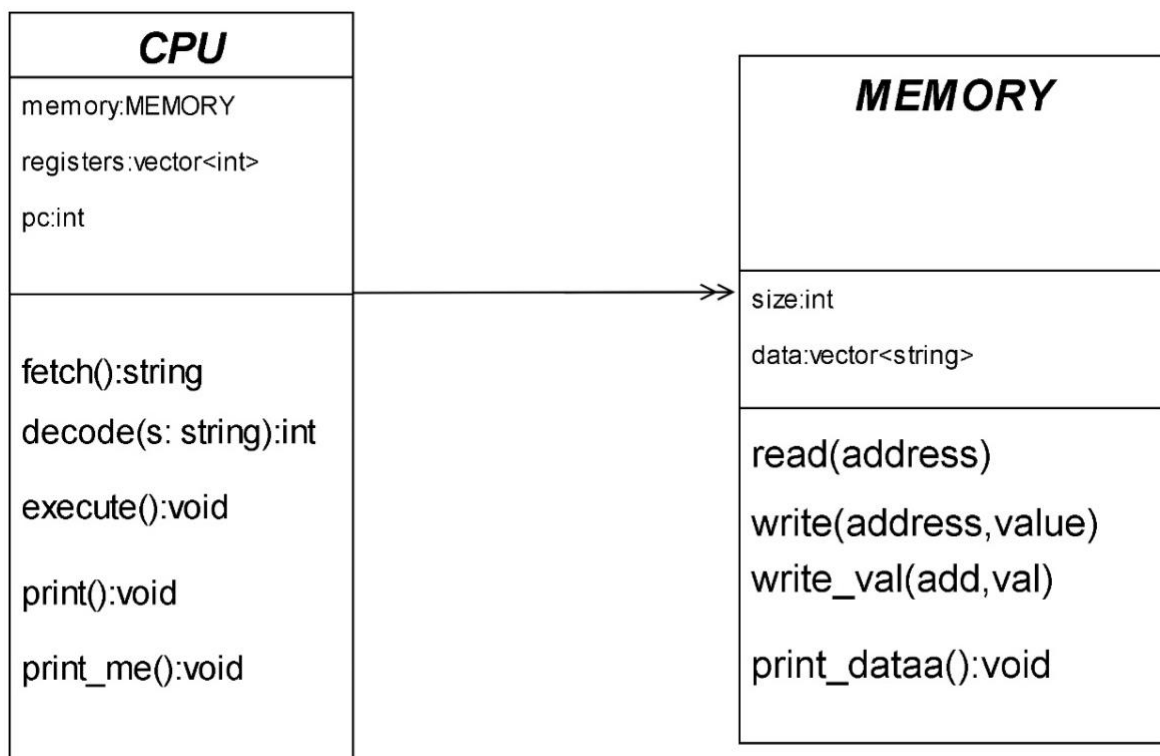 CPU
memory:MEMORY
registers:vector<int>
pc:int
fetch():string
decode(s: string):int
execute():void
print():void
print_me():void
MEMORY
size:int
data:vector<string>
read(address)
write(address,value)
write_val(add,val)
print_dataa():void